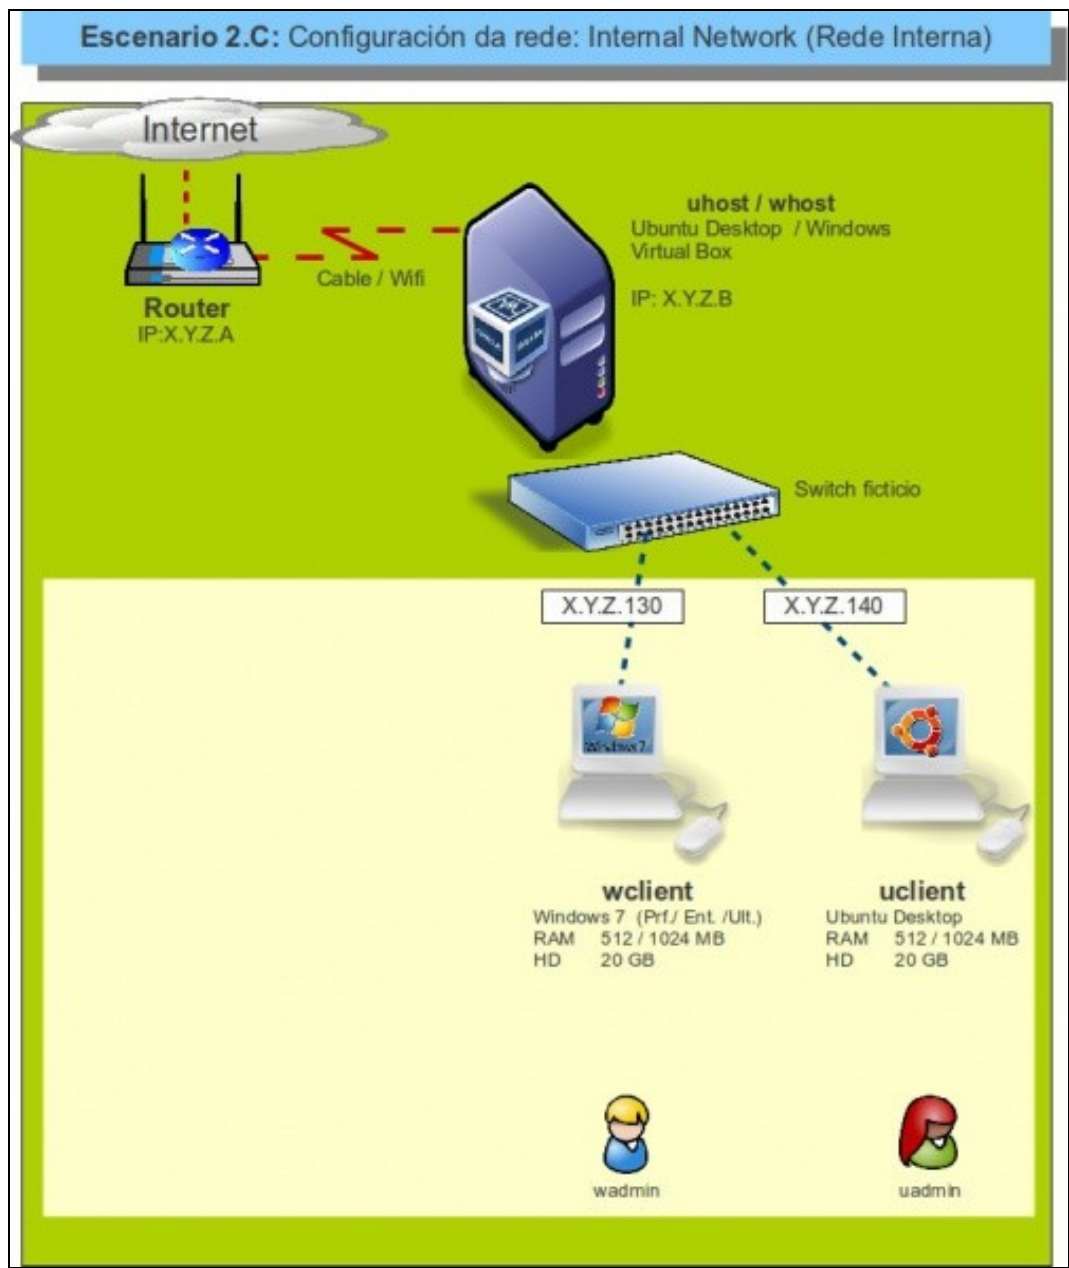 Escenario 2.C: Configuración da rede: Internal Network (Rede Interna)
Internet
uhost / whost
Ubuntu Desktop / Windows
Virtual Box
IP: X.Y.Z.B
Cable / Wifi
Router
IP:X.Y.Z.A
Switch ficticio
X.Y.Z.130
X.Y.Z.140
Windows 7
wclient
Windows 7 (Prf./ Ent. /Ult.)
RAM 512 / 1024 MB
HD 20 GB
uclient
Ubuntu Desktop
RAM 512 / 1024 MB
HD 20 GB
wadmin
uadmin